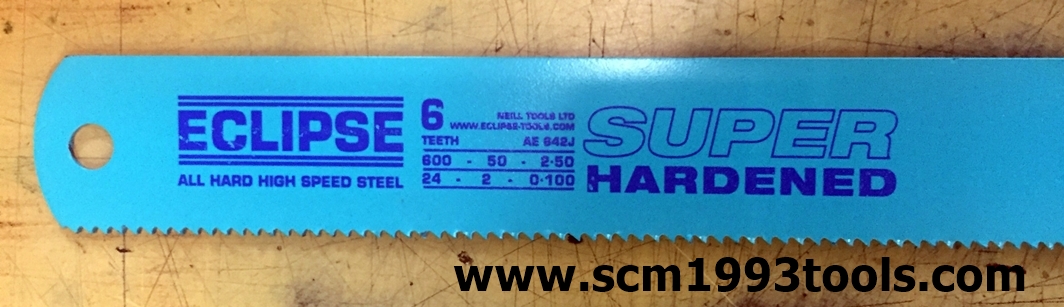 ECLIPSE
ALL HARD HIGH SPEED STEEL
6
NEILL TOOLS LTD
WWW.ECLIPSE-TOOLS.COM
TEETH AE 642J
600 - 50 - 2·50
24 - 2 - 0·100
SUPER
HARDENED
www.scm1993tools.com